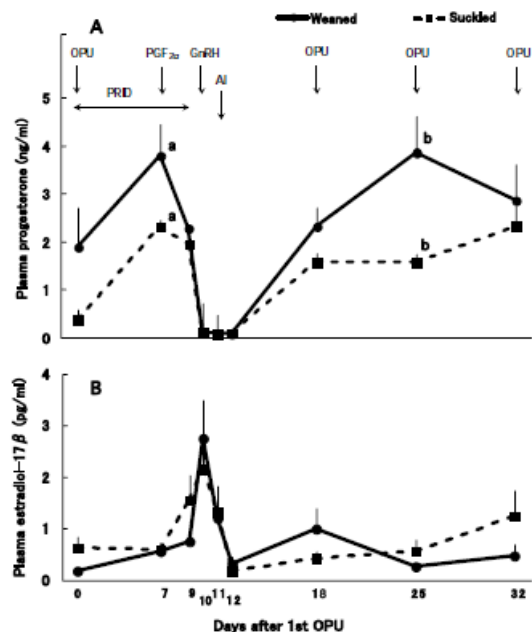 Weaned Suckled
A
OPU PGF2α GnRH OPU OPU OPU
AI
PRID
Plasma progesterone (ng/ml)
5
4
3
2
1
0
a
a
b
b
B
Plasma estradiol-17β (pg/ml)
4
3
2
1
0
0 7 9 10 11 12 18 25 32
Days after 1st OPU